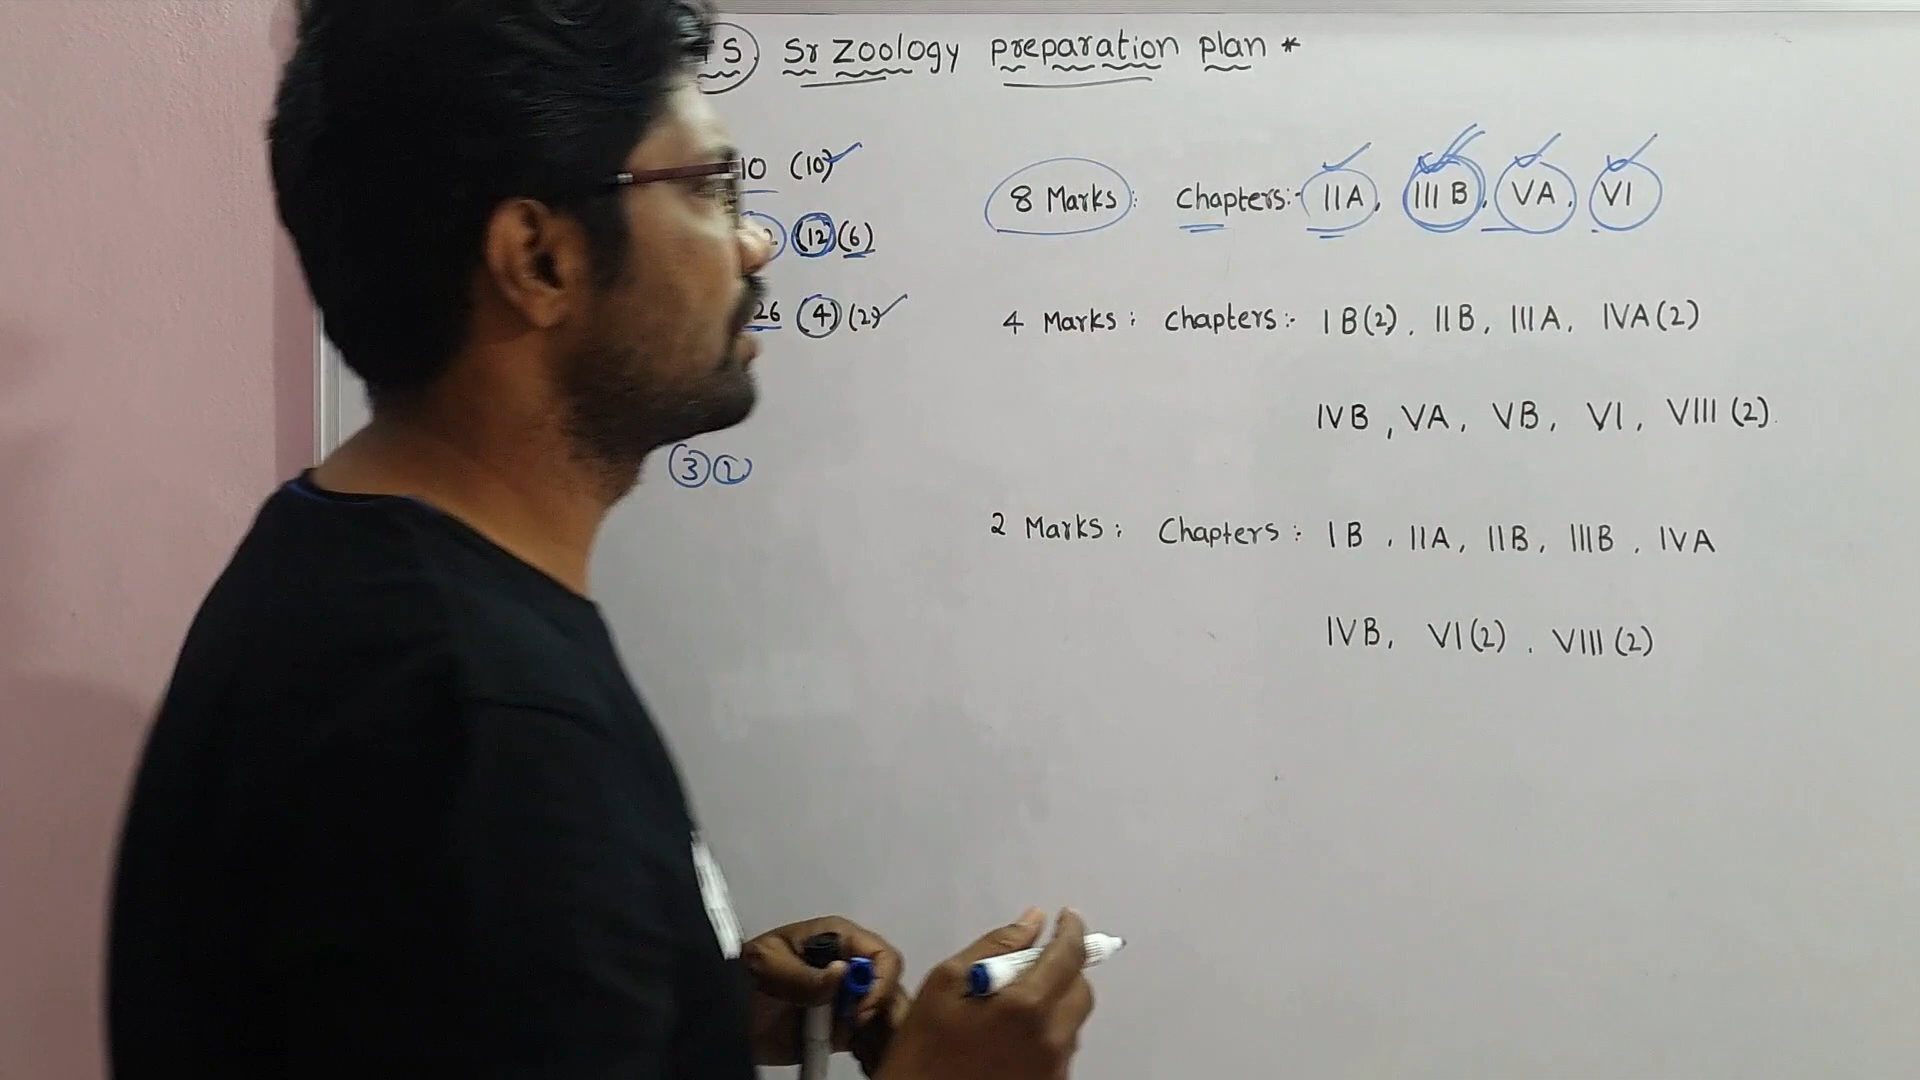 S) Sr Zoology preparation plan *
10 (10)
(12) (6)
26 (4) (2)
3
8 Marks: Chapters:- IIA, III B, VA, VI
4 Marks: chapters:- I B(2), II B, III A, IVA(2)
IVB, VA, VB, VI, VIII (2).
2 Marks: Chapters: I B, IIA, IIB, IIIB, IVA
IVB, VI(2), VIII (2)